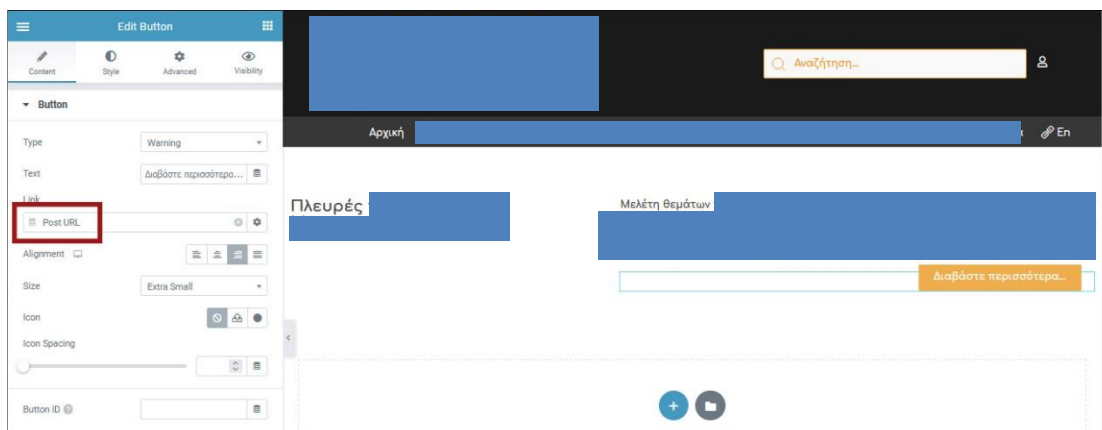 Edit Button
Content Style Advanced Visibility
Button
Type Warning
Text Διαβάστε περισσότερα...
Link
Post URL
Alignment
Size Extra Small
Icon
Icon Spacing
Button ID
Αναζήτηση...
Αρχική En
Πλευρές
Μελέτη θεμάτων
Διαβάστε περισσότερα...